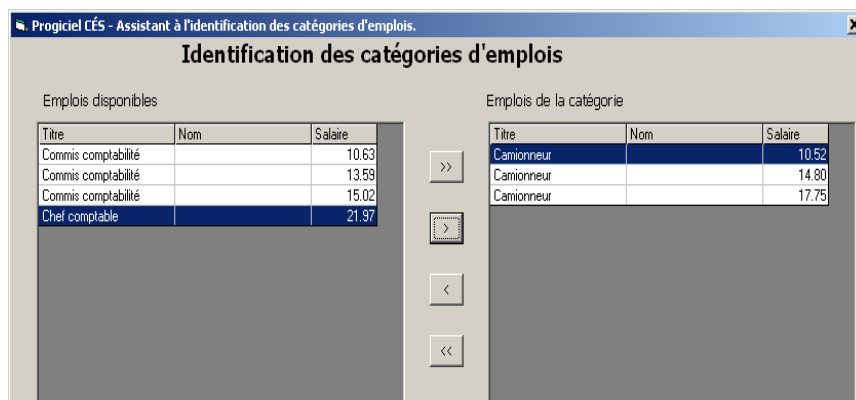 Progiciel CÉS - Assistant à l'identification des catégories d'emplois.
Identification des catégories d'emplois
Emplois disponibles
Titre Nom Salaire
Commis comptabilité 10.63
Commis comptabilité 13.59
Commis comptabilité 15.02
Chef comptable 21.97
>>
>
<
<<
Emplois de la catégorie
Titre Nom Salaire
Camionneur 10.52
Camionneur 14.80
Camionneur 17.75